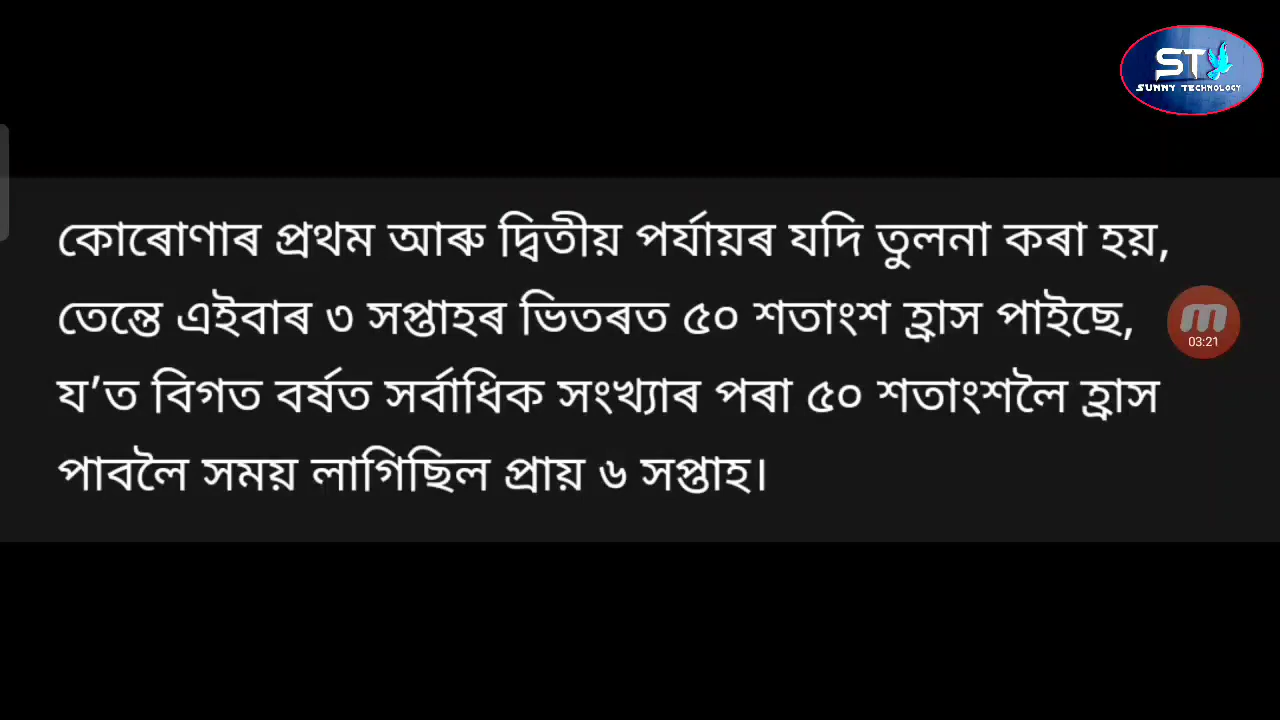 ST
SUNNY TECHNOLOGY
কোৰোণাৰ প্ৰথম আৰু দ্বিতীয় পৰ্যায়ৰ যদি তুলনা কৰা হয়,
তেন্তে এইবাৰ ৩ সপ্তাহৰ ভিতৰত ৫০ শতাংশ হ্ৰাস পাইছে,
03:21
য’ত বিগত বৰ্ষত সৰ্বাধিক সংখ্যাৰ পৰা ৫০ শতাংশলৈ হ্ৰাস
পাবলৈ সময় লাগিছিল প্ৰায় ৬ সপ্তাহ।